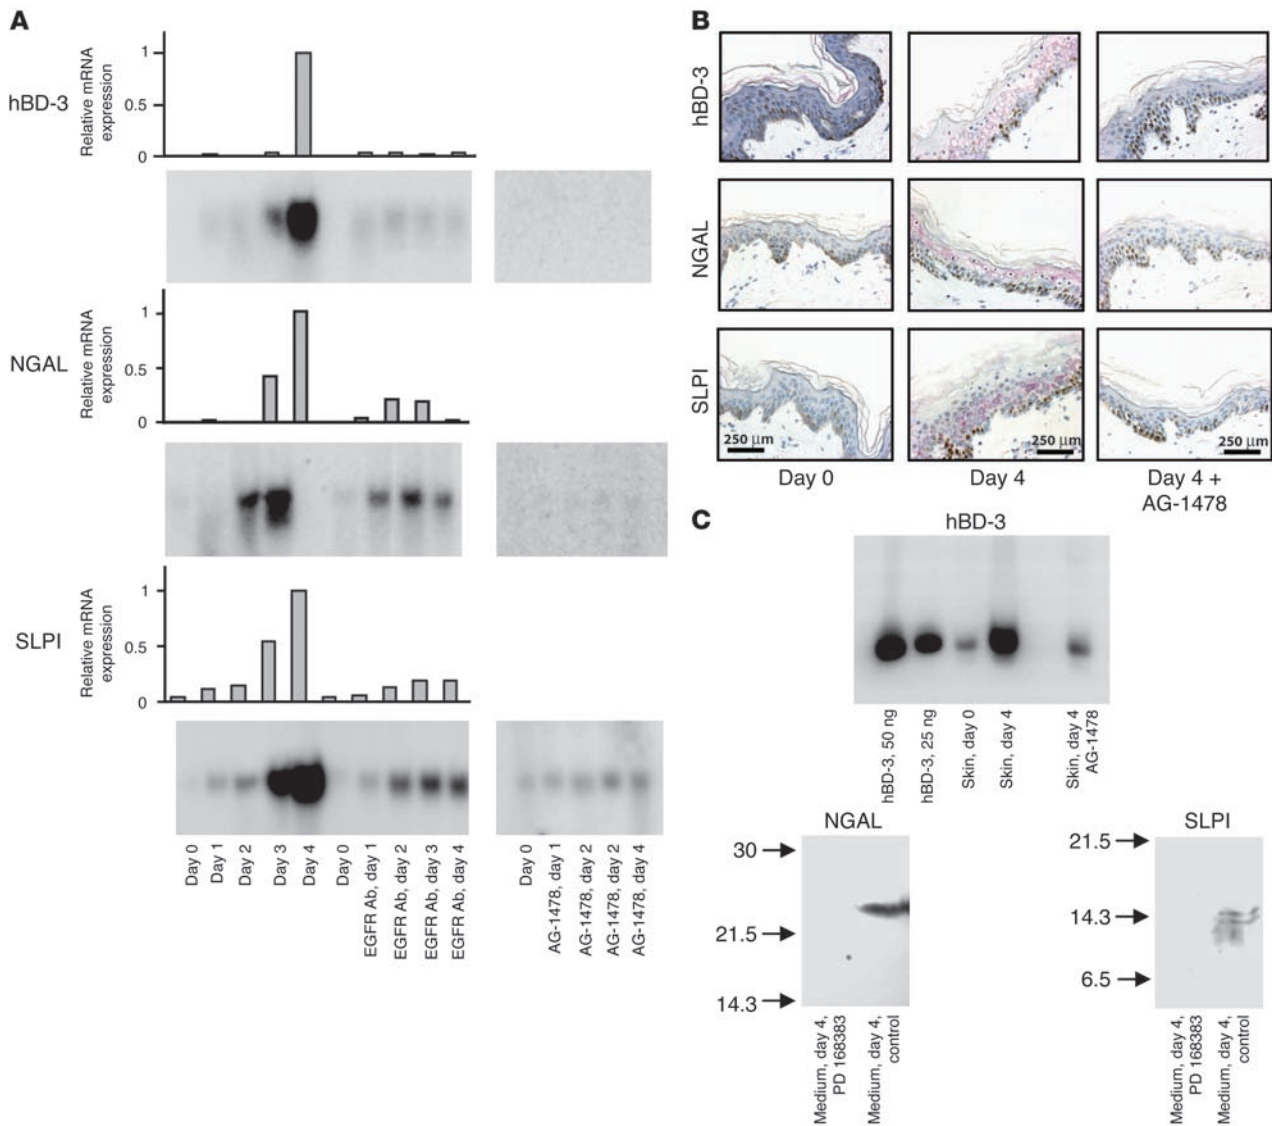 A
hBD-3
Relative mRNA
expression
1
0.5
0
NGAL
Relative mRNA
expression
1
0.5
0
SLPI
Relative mRNA
expression
1
0.5
0
Day 0
Day 1
Day 2
Day 3
Day 4
Day 0
EGFR Ab, day 1
EGFR Ab, day 2
EGFR Ab, day 3
EGFR Ab, day 4
Day 0
AG-1478, day 1
AG-1478, day 2
AG-1478, day 2
AG-1478, day 4
B
hBD-3
NGAL
SLPI
250 µm
250 µm
250 µm
Day 0
Day 4
Day 4 +
AG-1478
C
hBD-3
hBD-3, 50 ng
hBD-3, 25 ng
Skin, day 0
Skin, day 4
Skin, day 4
AG-1478
NGAL
30
21.5
14.3
Medium, day 4,
PD 168383
Medium, day 4,
control
SLPI
21.5
14.3
6.5
Medium, day 4,
PD 168383
Medium, day 4,
control